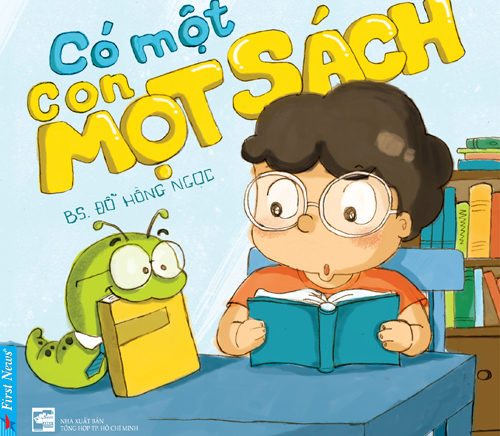 Có một
con
MỌT SÁCH
BS. ĐỖ HỒNG NGỌC
First News
NHÀ XUẤT BẢN
TỔNG HỢP TP. HỒ CHÍ MINH